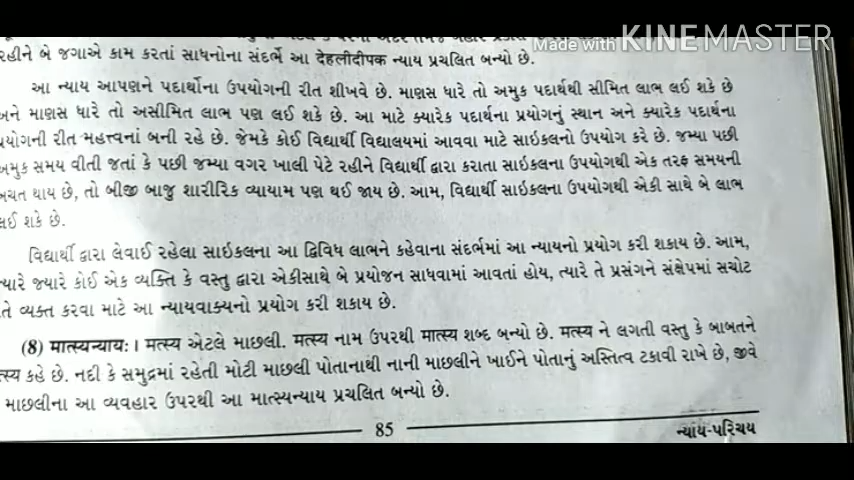 Made with KINEMASTER
રહીને બે જગાએ કામ કરતાં સાધનોના સંદર્ભે આ દેહલીદીપક ન્યાય પ્રચલિત બન્યો છે.
આ ન્યાય આપણને પદાર્થોના ઉપયોગની રીત શીખવે છે. માણસ ધારે તો અમુક પદાર્થથી સીમિત લાભ લઈ શકે છે
અને માણસ ધારે તો અસીમિત લાભ પણ લઈ શકે છે. આ માટે ક્યારેક પદાર્થના પ્રયોગનું સ્થાન અને ક્યારેક પદાર્થના
પ્રયોગની રીત મહત્ત્વનાં બની રહે છે. જેમકે કોઈ વિદ્યાર્થી વિદ્યાલયમાં આવવા માટે સાઇકલનો ઉપયોગ કરે છે. જમ્યા પછી
અમુક સમય વીતી જતાં કે પછી જમ્યા વગર ખાલી પેટે રહીને વિદ્યાર્થી દ્વારા કરાતા સાઇકલના ઉપયોગથી એક તરફ સમયની
બચત થાય છે, તો બીજી બાજુ શારીરિક વ્યાયામ પણ થઈ જાય છે. આમ, વિદ્યાર્થી સાઇકલના ઉપયોગથી એકી સાથે બે લાભ
લઈ શકે છે.
વિદ્યાર્થી દ્વારા લેવાઈ રહેલા સાઇકલના આ દ્વિવિધ લાભને કહેવાના સંદર્ભમાં આ ન્યાયનો પ્રયોગ કરી શકાય છે. આમ,
જ્યારે કોઈ એક વ્યક્તિ કે વસ્તુ દ્વારા એકીસાથે બે પ્રયોજન સાધવામાં આવતાં હોય, ત્યારે તે પ્રસંગને સંક્ષેપમાં સચોટ
તે વ્યક્ત કરવા માટે આ ન્યાયવાક્યનો પ્રયોગ કરી શકાય છે.
(8) मात्स्यन्यायः। મત્સ્ય એટલે માછલી. મત્સ્ય નામ ઉપરથી માત્સ્ય શબ્દ બન્યો છે. મત્સ્ય ને લગતી વસ્તુ કે બાબતને
ત્સ્ય કહે છે. નદી કે સમુદ્રમાં રહેતી મોટી માછલી પોતાનાથી નાની માછલીને ખાઈને પોતાનું અસ્તિત્વ ટકાવી રાખે છે, જીવે
માછલીના આ વ્યવહાર ઉપરથી આ માત્સ્યન્યાય પ્રચલિત બન્યો છે.
85
ન્યાય-પરિચય